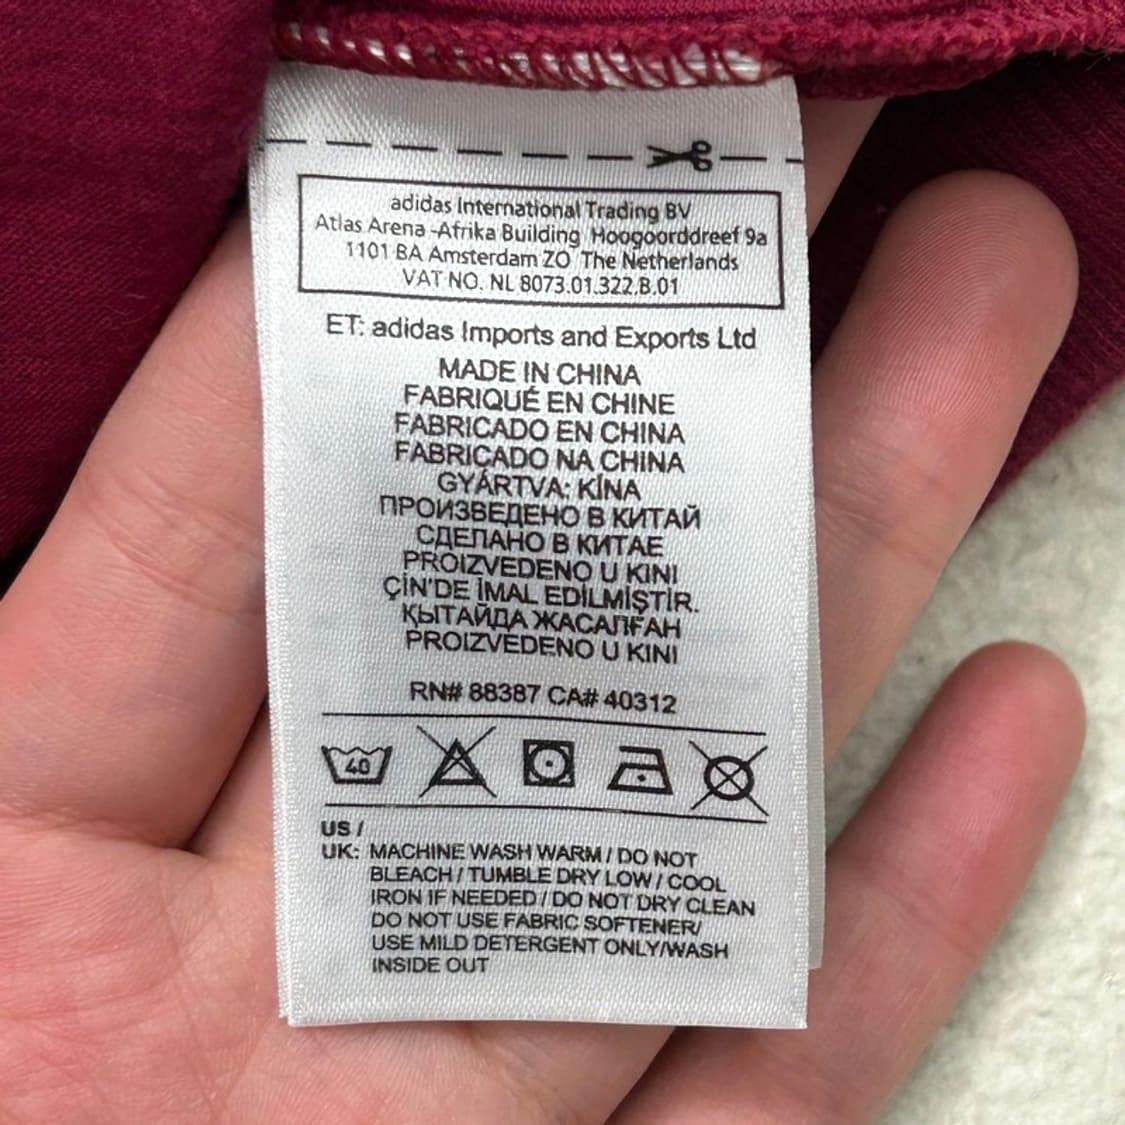 adidas International Trading BV
Atlas Arena -Afrika Building Hoogoorddreef 9a
1101 BA Amsterdam ZO The Netherlands
VAT NO. NL 8073.01.322.B.01
ET: adidas Imports and Exports Ltd
MADE IN CHINA
FABRIQUÉ EN CHINE
FABRICADO EN CHINA
FABRICADO NA CHINA
GYÁRTVA: KÍNA
ПРОИЗВЕДЕНО В КИТАЙ
СДЕЛАНО В КИТАЕ
PROIZVEDENO U KINI
ÇİN'DE İMAL EDİLMİŞTİR.
ҚЫТАЙДА ЖАСАЛҒАН
PROIZVEDENO U KINI
RN# 88387 CA# 40312
40
US /
UK: MACHINE WASH WARM / DO NOT
BLEACH / TUMBLE DRY LOW / COOL
IRON IF NEEDED / DO NOT DRY CLEAN
DO NOT USE FABRIC SOFTENER/
USE MILD DETERGENT ONLY/WASH
INSIDE OUT